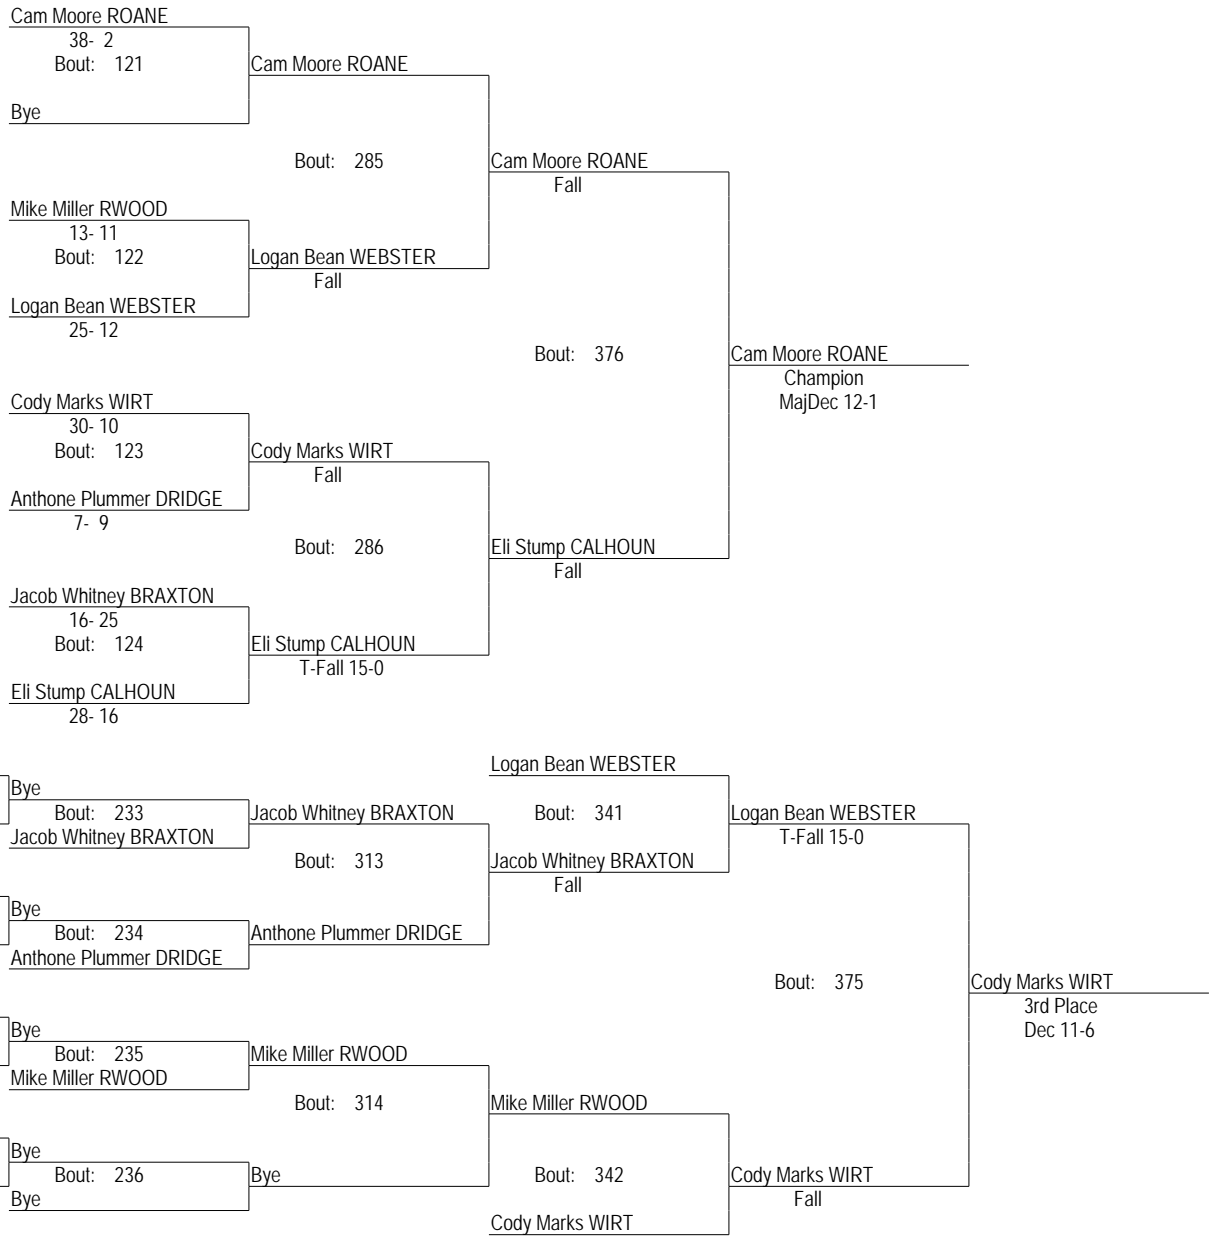 Cam Moore ROANE
38- 2
Bout: 121
Cam Moore ROANE
Bye
Bout: 285
Cam Moore ROANE
Fall
Mike Miller RWOOD
13- 11
Bout: 122
Logan Bean WEBSTER
Fall
Logan Bean WEBSTER
25- 12
Bout: 376
Cam Moore ROANE
Champion
MajDec 12-1
Cody Marks WIRT
30- 10
Bout: 123
Cody Marks WIRT
Fall
Anthone Plummer DRIDGE
7- 9
Bout: 286
Eli Stump CALHOUN
Fall
Jacob Whitney BRAXTON
16- 25
Bout: 124
Eli Stump CALHOUN
T-Fall 15-0
Eli Stump CALHOUN
28- 16
Logan Bean WEBSTER
Bye
Bout: 233
Jacob Whitney BRAXTON
Bout: 341
Logan Bean WEBSTER
T-Fall 15-0
Jacob Whitney BRAXTON
Bout: 313
Jacob Whitney BRAXTON
Fall
Bye
Bout: 234
Anthone Plummer DRIDGE
Anthone Plummer DRIDGE
Bout: 375
Cody Marks WIRT
3rd Place
Dec 11-6
Bye
Bout: 235
Mike Miller RWOOD
Mike Miller RWOOD
Bout: 314
Mike Miller RWOOD
Bye
Bout: 236
Bye
Bout: 342
Cody Marks WIRT
Fall
Bye
Cody Marks WIRT